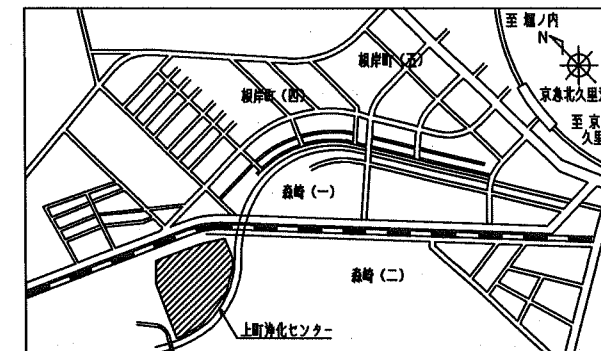 至 堀ノ内
N
根岸町(五)
京急北久里
至 京
久里
根岸町(四)
森崎(一)
森崎(二)
上町浄化センター